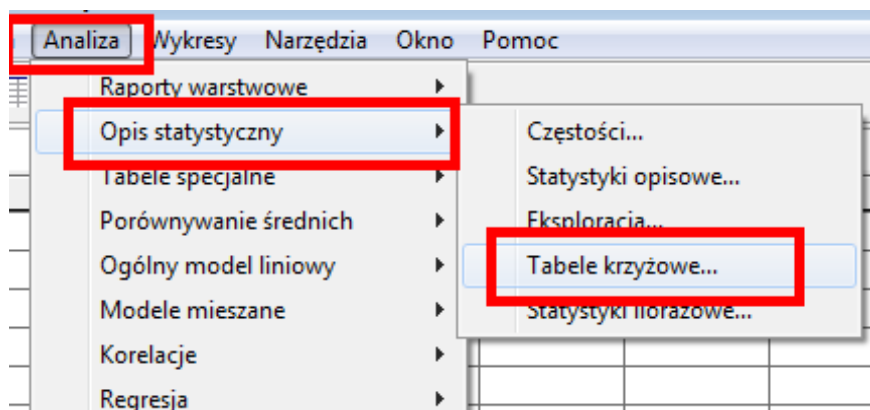 Analiza Wykresy Narzędzia Okno Pomoc
Raporty warstwowe
Opis statystyczny
Tabele specjalne
Porównywanie średnich
Ogólny model liniowy
Modele mieszane
Korelacje
Regresja
Częstości...
Statystyki opisowe...
Eksploracja...
Tabele krzyżowe...
Statystyki ilorazowe...